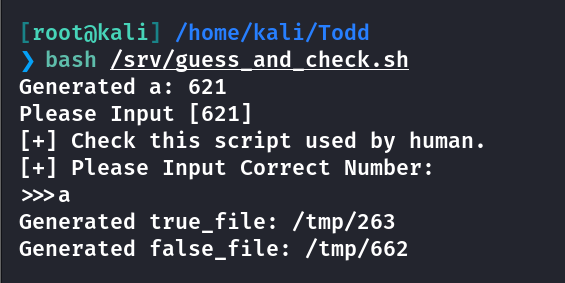 [root@kali] /home/kali/Todd
❯ bash /srv/guess_and_check.sh
Generated a: 621
Please Input [621]
[+] Check this script used by human.
[+] Please Input Correct Number:
>>>a
Generated true_file: /tmp/263
Generated false_file: /tmp/662